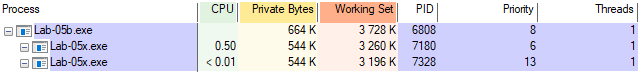 Process CPU Private Bytes Working Set PID Priority Threads
Lab-05b.exe 664 K 3 728 K 6808 8 1
Lab-05x.exe 0.50 544 K 3 260 K 7180 6 1
Lab-05x.exe < 0.01 544 K 3 196 K 7328 13 1